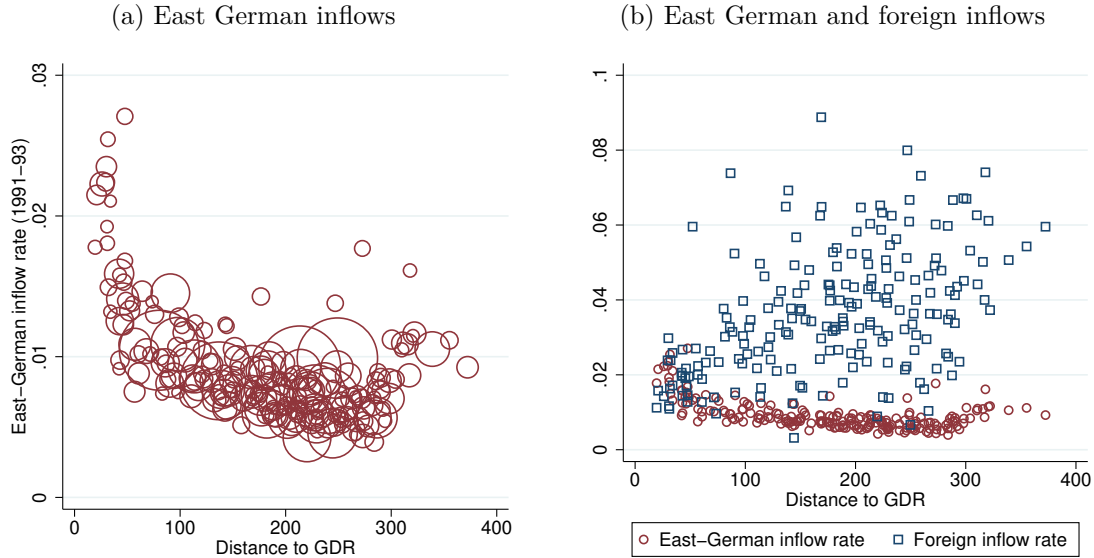 (a) East German inflows
East−German inflow rate (1991−93)
.03
.02
.01
0
0 100 200 300 400
Distance to GDR
(b) East German and foreign inflows
.1
.08
.06
.04
.02
0
0 100 200 300 400
Distance to GDR
East−German inflow rate Foreign inflow rate